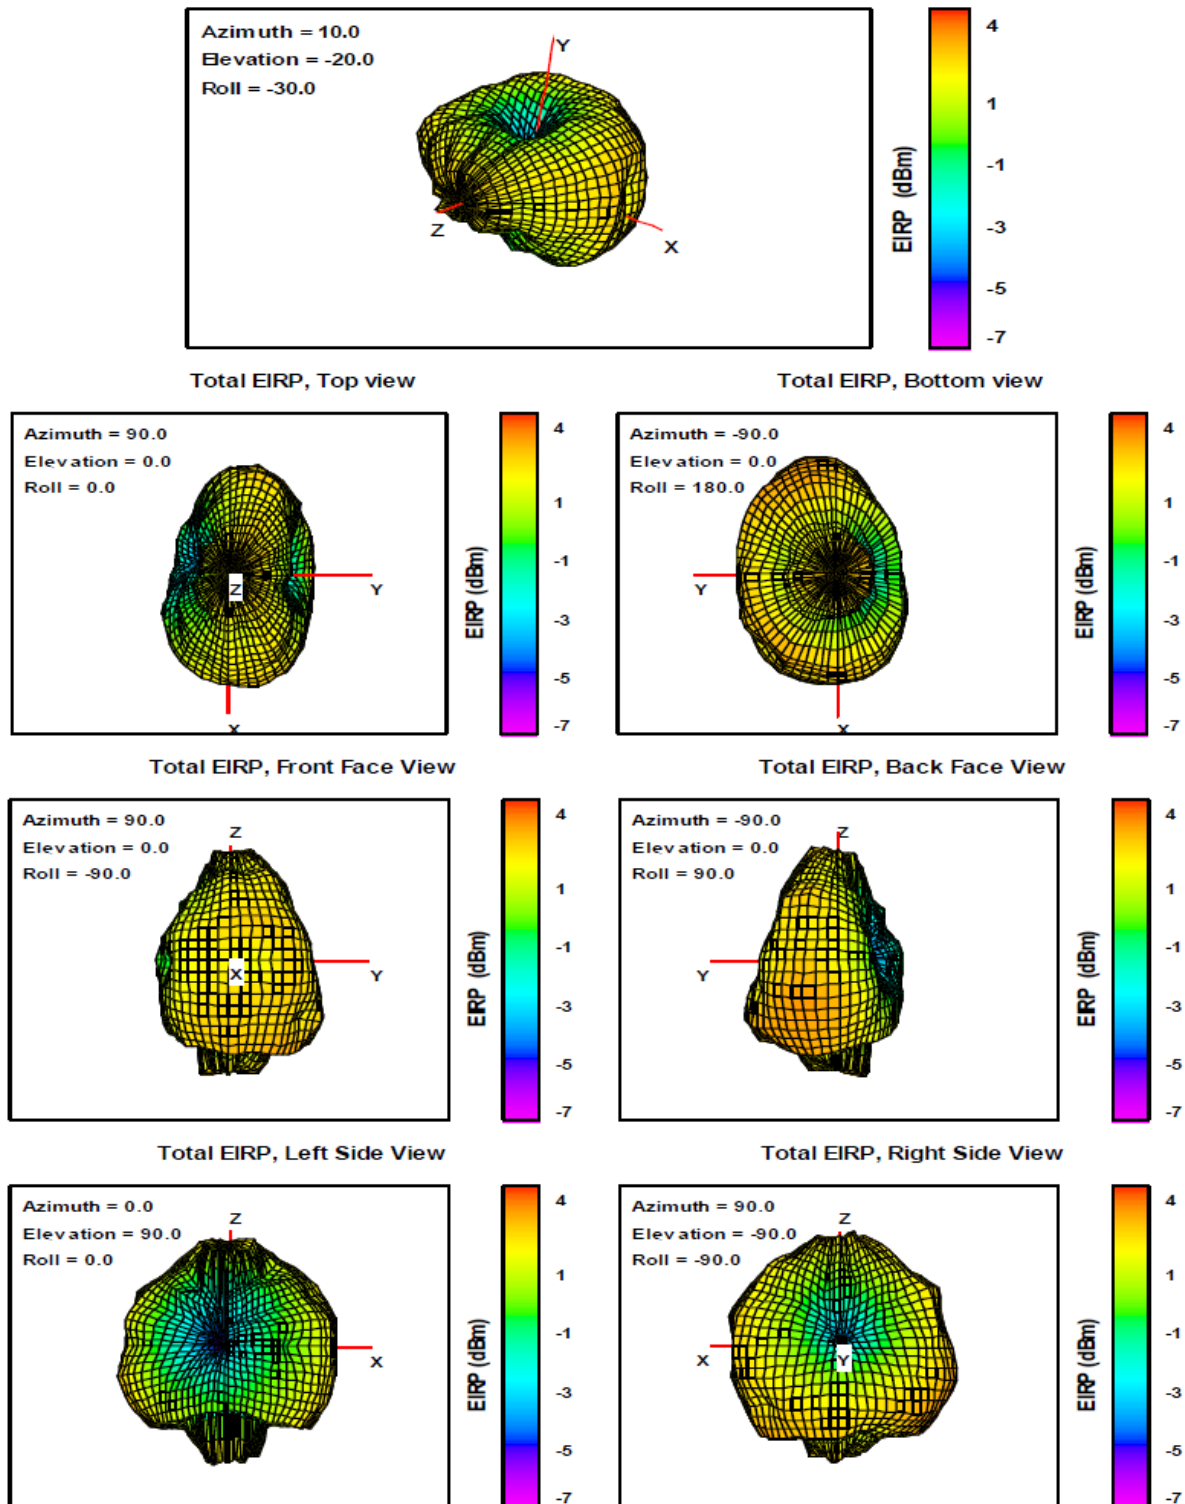 Azimuth = 10.0
Elevation = -20.0
Roll = -30.0
Y
Z
X
EIRP (dBm)
4
1
-1
-3
-5
-7
Total EIRP, Top view
Azimuth = 90.0
Elevation = 0.0
Roll = 0.0
Z
Y
X
EIRP (dBm)
4
1
-1
-3
-5
-7
Total EIRP, Bottom view
Azimuth = -90.0
Elevation = 0.0
Roll = 180.0
Y
X
EIRP (dBm)
4
1
-1
-3
-5
-7
Total EIRP, Front Face View
Azimuth = 90.0
Elevation = 0.0
Roll = -90.0
Z
X
Y
EIRP (dBm)
4
1
-1
-3
-5
-7
Total EIRP, Back Face View
Azimuth = -90.0
Elevation = 0.0
Roll = 90.0
Z
Y
EIRP (dBm)
4
1
-1
-3
-5
-7
Total EIRP, Left Side View
Azimuth = 0.0
Elevation = 90.0
Roll = 0.0
Z
X
EIRP (dBm)
4
1
-1
-3
-5
-7
Total EIRP, Right Side View
Azimuth = 90.0
Elevation = -90.0
Roll = -90.0
Z
X
Y
EIRP (dBm)
4
1
-1
-3
-5
-7